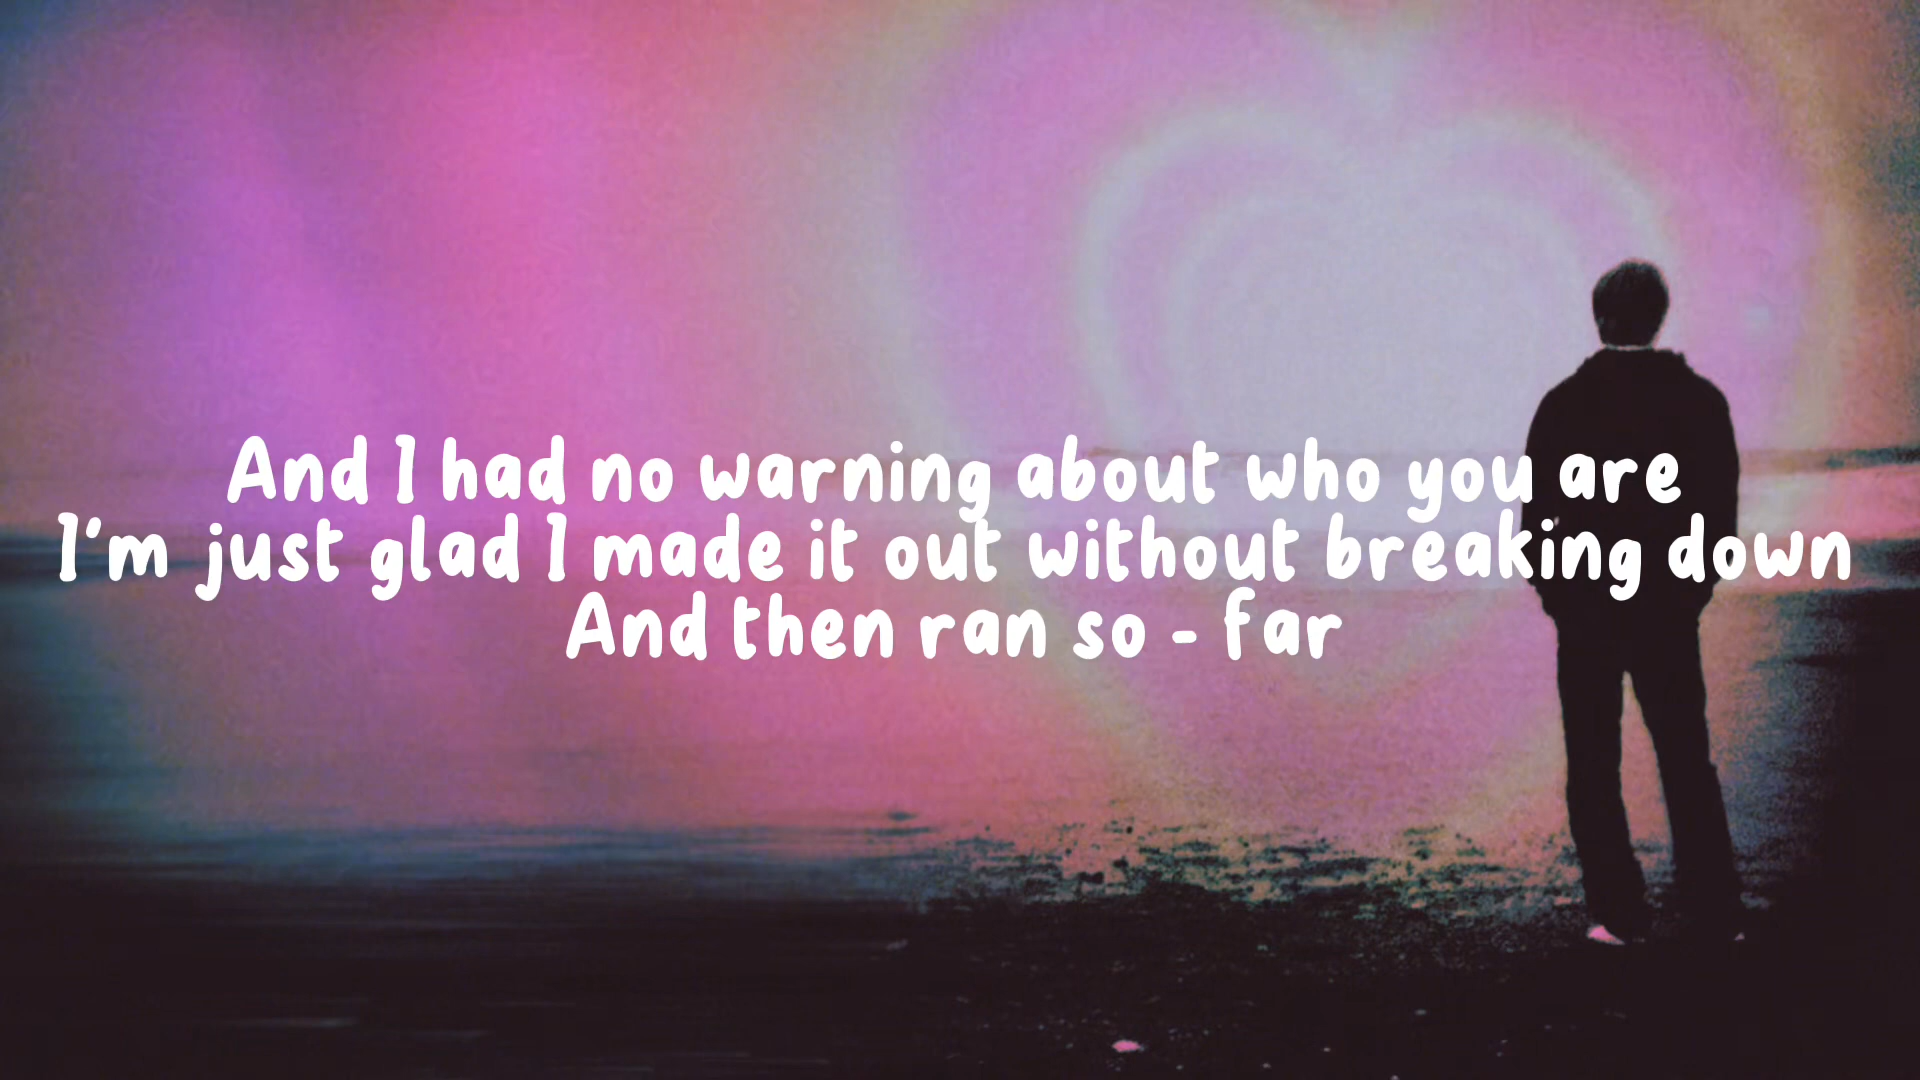 And I had no warning about who you are
I'm just glad I made it out without breaking down
And then ran so - far